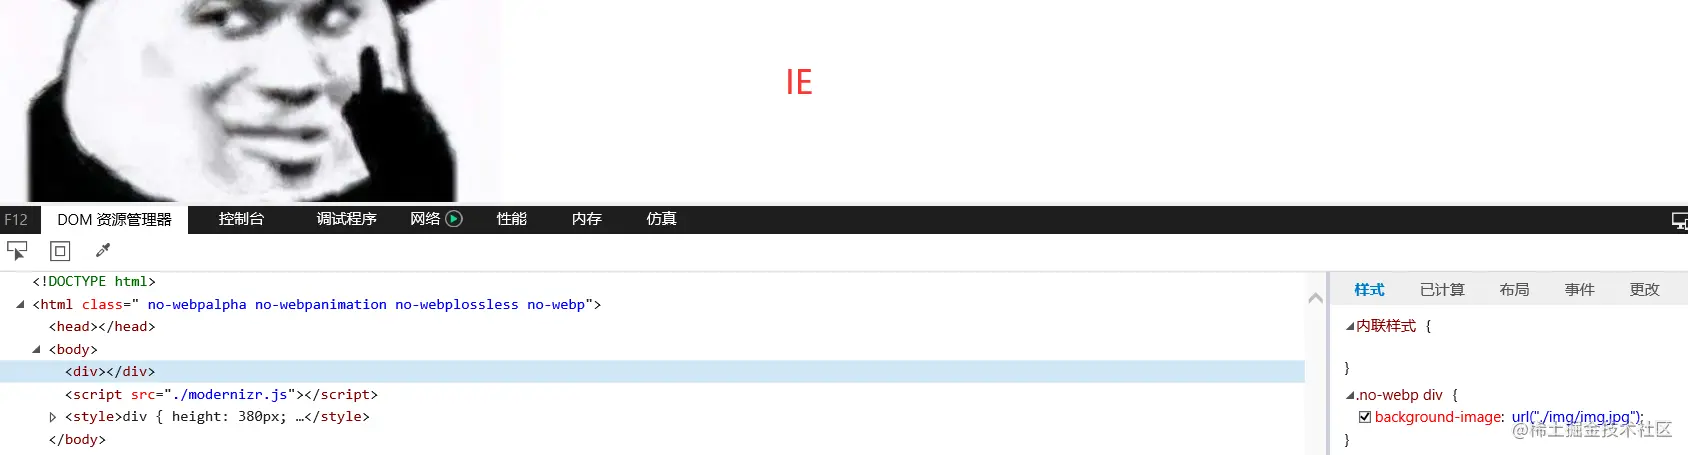 IE
F12 DOM 资源管理器 控制台 调试程序 网络 性能 内存 仿真
<!DOCTYPE html>
<html class=" no-webpalpha no-webpanimation no-webplossless no-webp">
<head></head>
<body>
<div></div>
<script src="./modernizr.js"></script>
<style>div { height: 380px; …</style>
</body>
样式 已计算 布局 事件 更改
内联样式 {
}
.no-webp div {
background-image: url("./img/img.jpg");
}
@稀土掘金技术社区